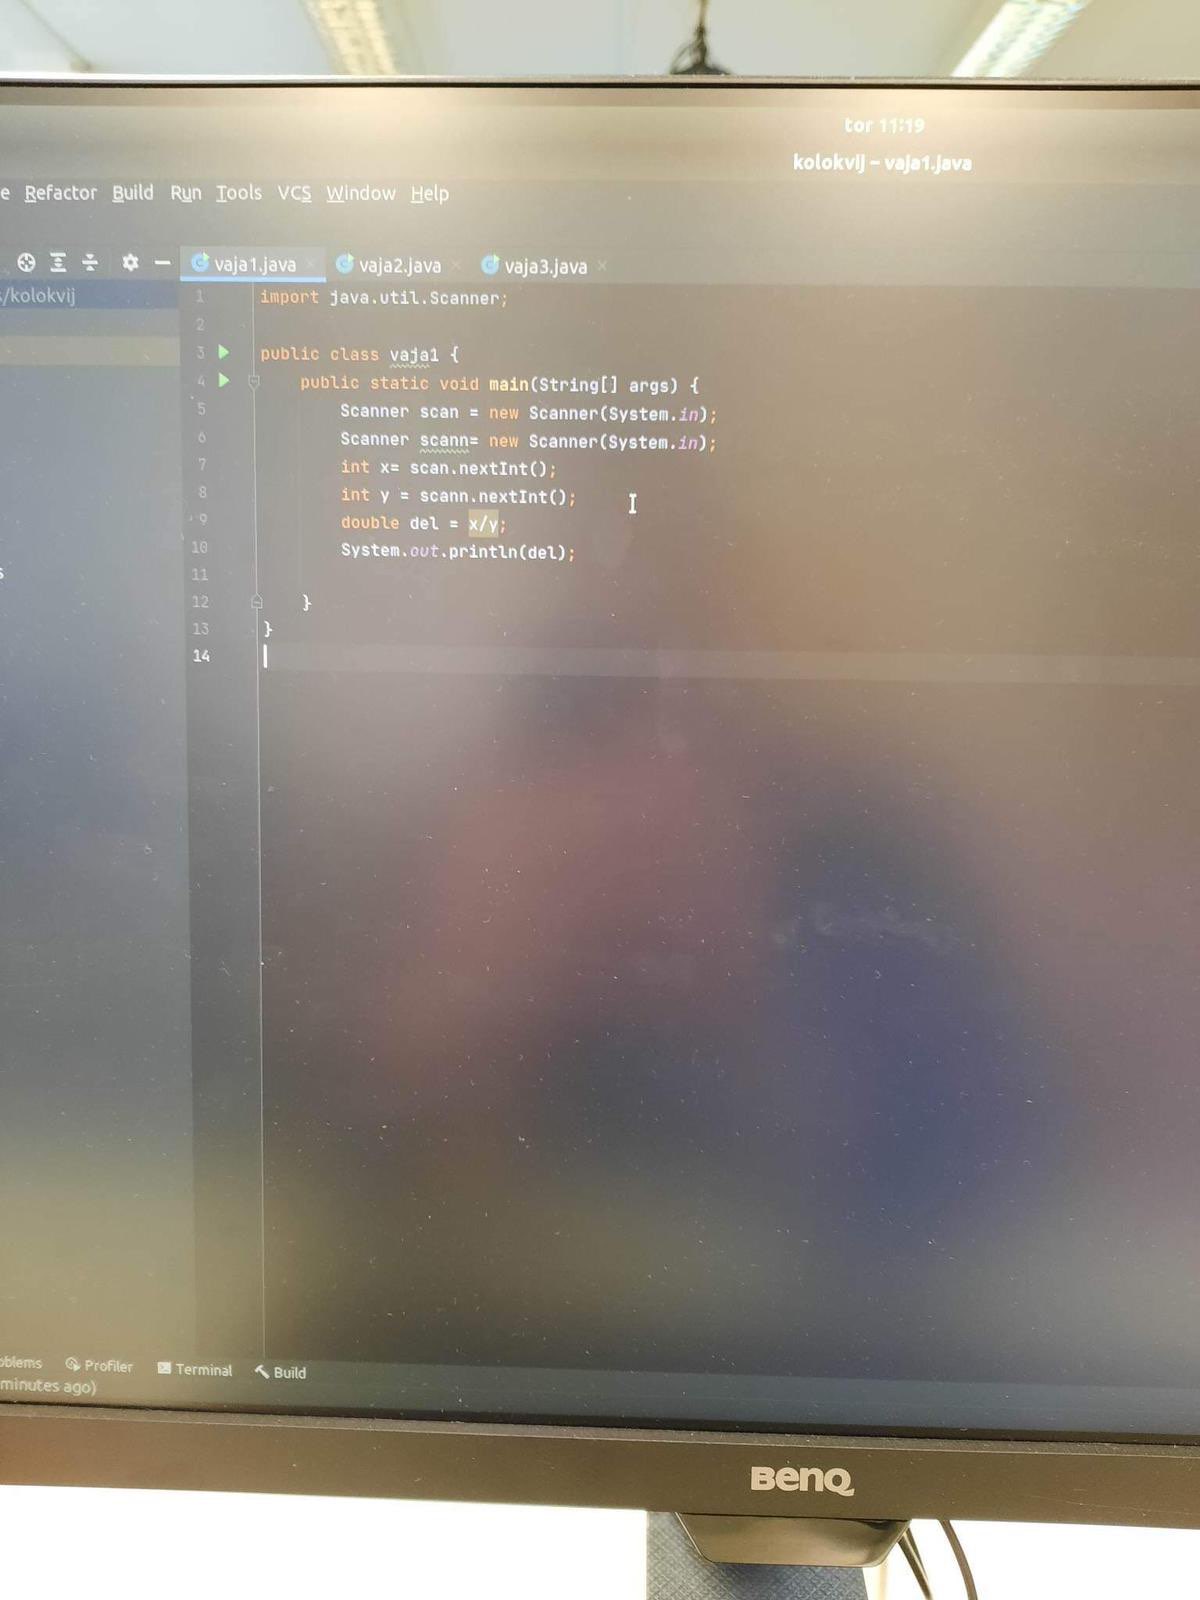 tor 11:19
kolokvij – vaja1.java
e Refactor Build Run Tools VCS Window Help
vaja1.java vaja2.java vaja3.java
/kolokvij
1 import java.util.Scanner;
2
3 public class vaja1 {
4 public static void main(String[] args) {
5 Scanner scan = new Scanner(System.in);
6 Scanner scann= new Scanner(System.in);
7 int x= scan.nextInt();
8 int y = scann.nextInt();
9 double del = x/y;
10 System.out.println(del);
11
12 }
13 }
14
s
oblems Profiler Terminal Build
minutes ago)
BenQ